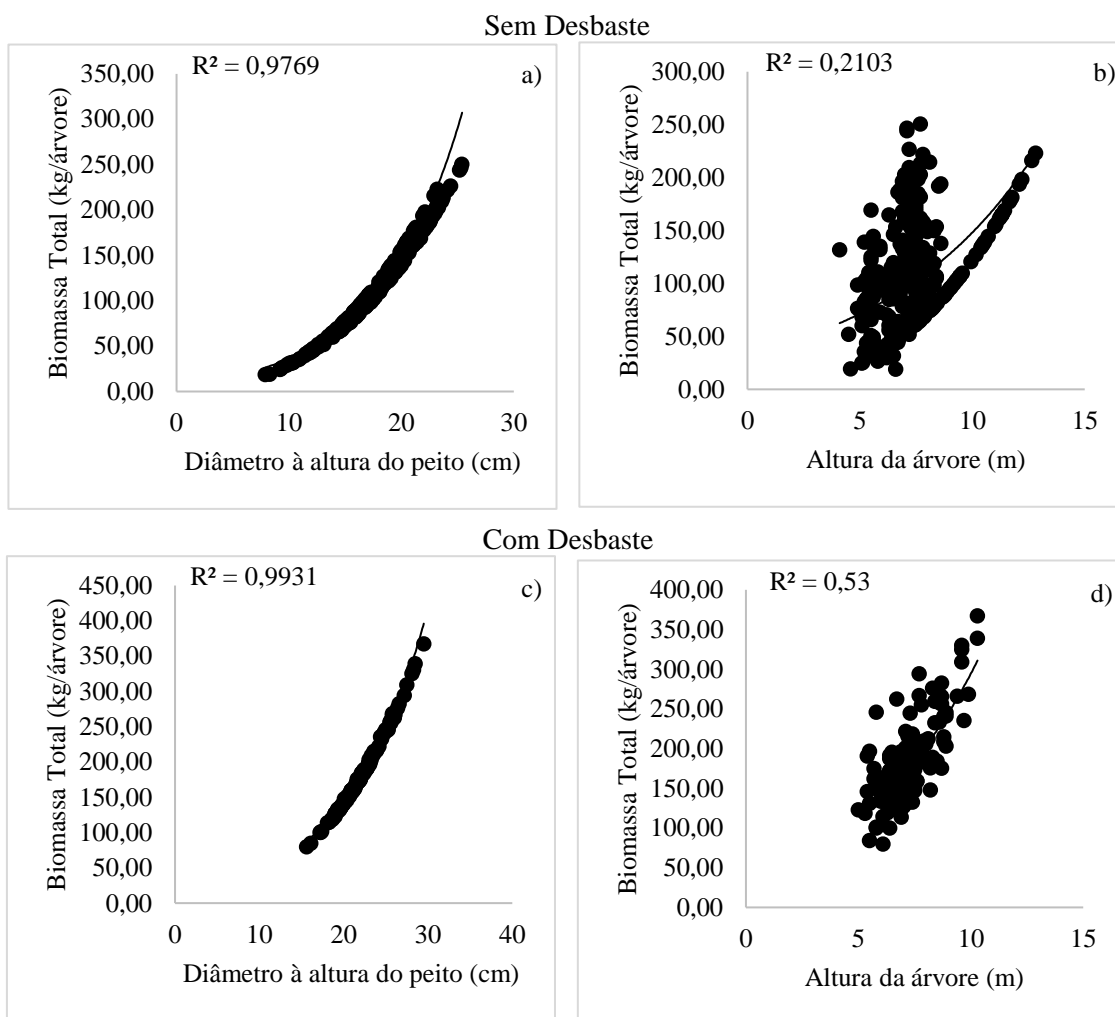 Sem Desbaste
R² = 0,9769
a)
350,00
300,00
250,00
200,00
150,00
100,00
50,00
0,00
Biomassa Total (kg/árvore)
0 10 20 30
Diâmetro à altura do peito (cm)
R² = 0,2103
b)
300,00
250,00
200,00
150,00
100,00
50,00
0,00
Biomassa Total (kg/árvore)
0 5 10 15
Altura da árvore (m)
Com Desbaste
R² = 0,9931
c)
450,00
400,00
350,00
300,00
250,00
200,00
150,00
100,00
50,00
0,00
Biomassa Total (kg/árvore)
0 10 20 30 40
Diâmetro à altura do peito (cm)
R² = 0,53
d)
400,00
350,00
300,00
250,00
200,00
150,00
100,00
50,00
0,00
Biomassa Total (kg/árvore)
0 5 10 15
Altura da árvore (m)